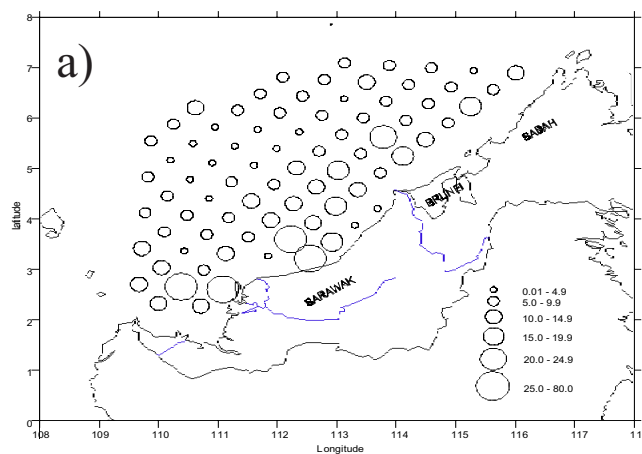 a)
8
7
6
5
4
3
2
1
0
latitude
SABAH
BRUNEI
SARAWAK
0.01 - 4.9
5.0 - 9.9
10.0 - 14.9
15.0 - 19.9
20.0 - 24.9
25.0 - 80.0
108 109 110 111 112 113 114 115 116 117 11
Longitude